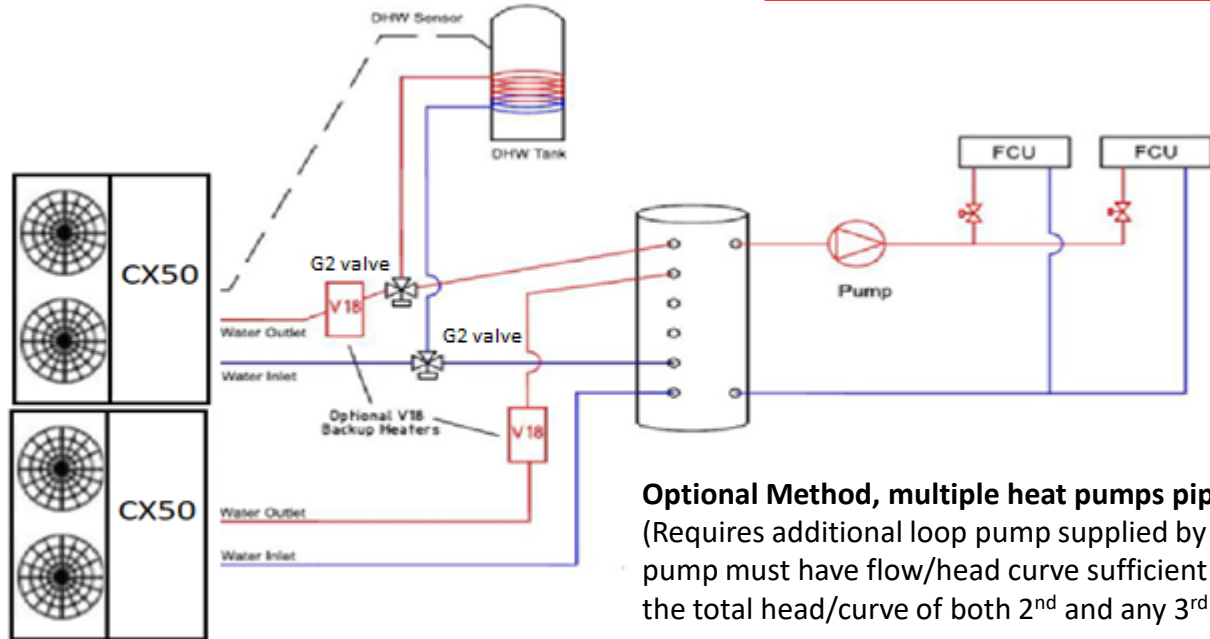 DHW Sensor
DHW Tank
FCU
FCU
CX50
G2 valve
V18
Water Outlet
Pump
G2 valve
Water Inlet
Optional V18
Backup Heaters
V18
CX50
Water Outlet
Water Inlet
Optional Method, multiple heat pumps pip
(Requires additional loop pump supplied by
pump must have flow/head curve sufficient
the total head/curve of both 2nd and any 3rd